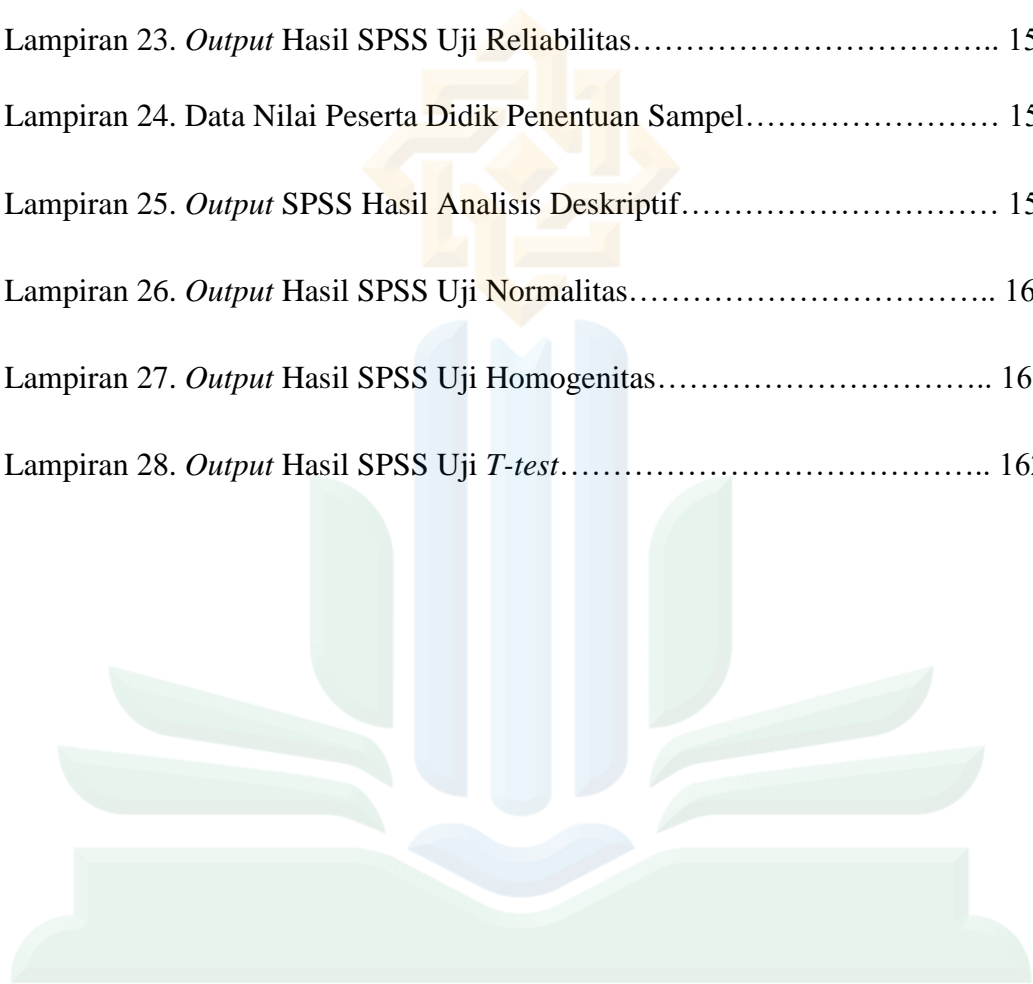 Lampiran 23. Output Hasil SPSS Uji Reliabilitas…………………………….. 15
Lampiran 24. Data Nilai Peserta Didik Penentuan Sampel…………………… 15
Lampiran 25. Output SPSS Hasil Analisis Deskriptif………………………… 15
Lampiran 26. Output Hasil SPSS Uji Normalitas…………………………….. 16
Lampiran 27. Output Hasil SPSS Uji Homogenitas………………………….. 16
Lampiran 28. Output Hasil SPSS Uji T-test………………………………….. 16